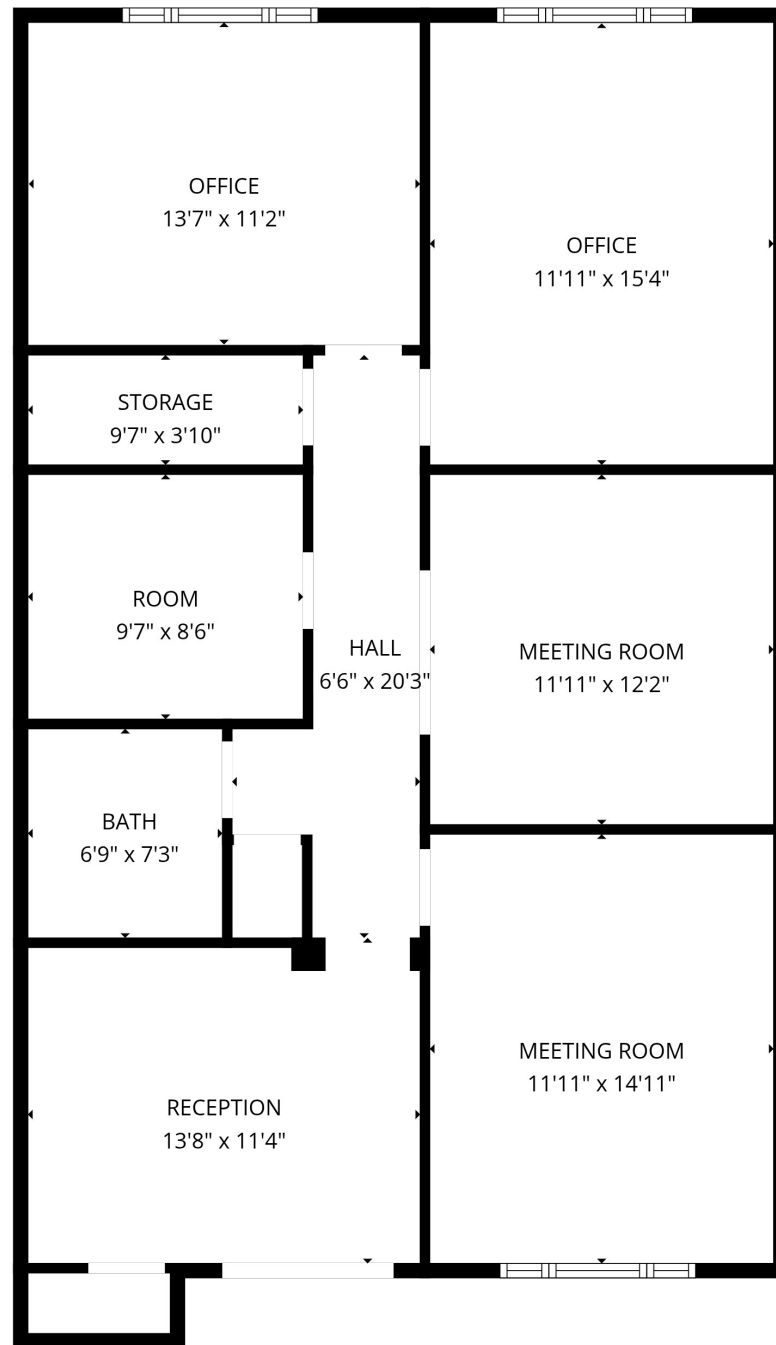 OFFICE
13'7" x 11'2"
OFFICE
11'11" x 15'4"
STORAGE
9'7" x 3'10"
ROOM
9'7" x 8'6"
HALL
6'6" x 20'3"
MEETING ROOM
11'11" x 12'2"
BATH
6'9" x 7'3"
MEETING ROOM
11'11" x 14'11"
RECEPTION
13'8" x 11'4"